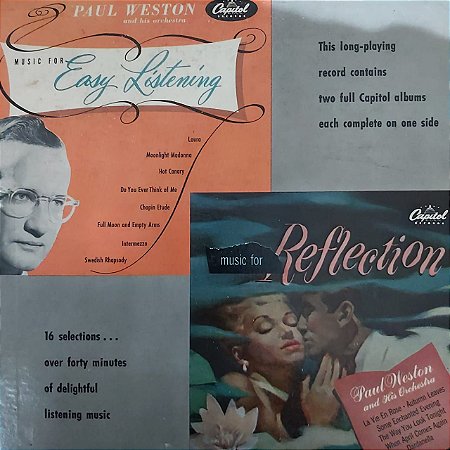 PAUL WESTON
and his orchestra
Capitol
RECORDS
MUSIC FOR
Easy Listening
Laura
Moonlight Madonna
Hot Canary
Do You Ever Think of Me
Chopin Etude
Full Moon and Empty Arms
Intermezzo
Swedish Rhapsody
This long-playing
record contains
two full Capitol albums
each complete on one side
Capitol
RECORDS
music for
Reflection
16 selections...
over forty minutes
of delightful
listening music
Paul Weston
and His Orchestra
La Vie En Rose • Autumn Leaves
Some Enchanted Evening
The Way You Look Tonight
When April Comes Again
Dardanella